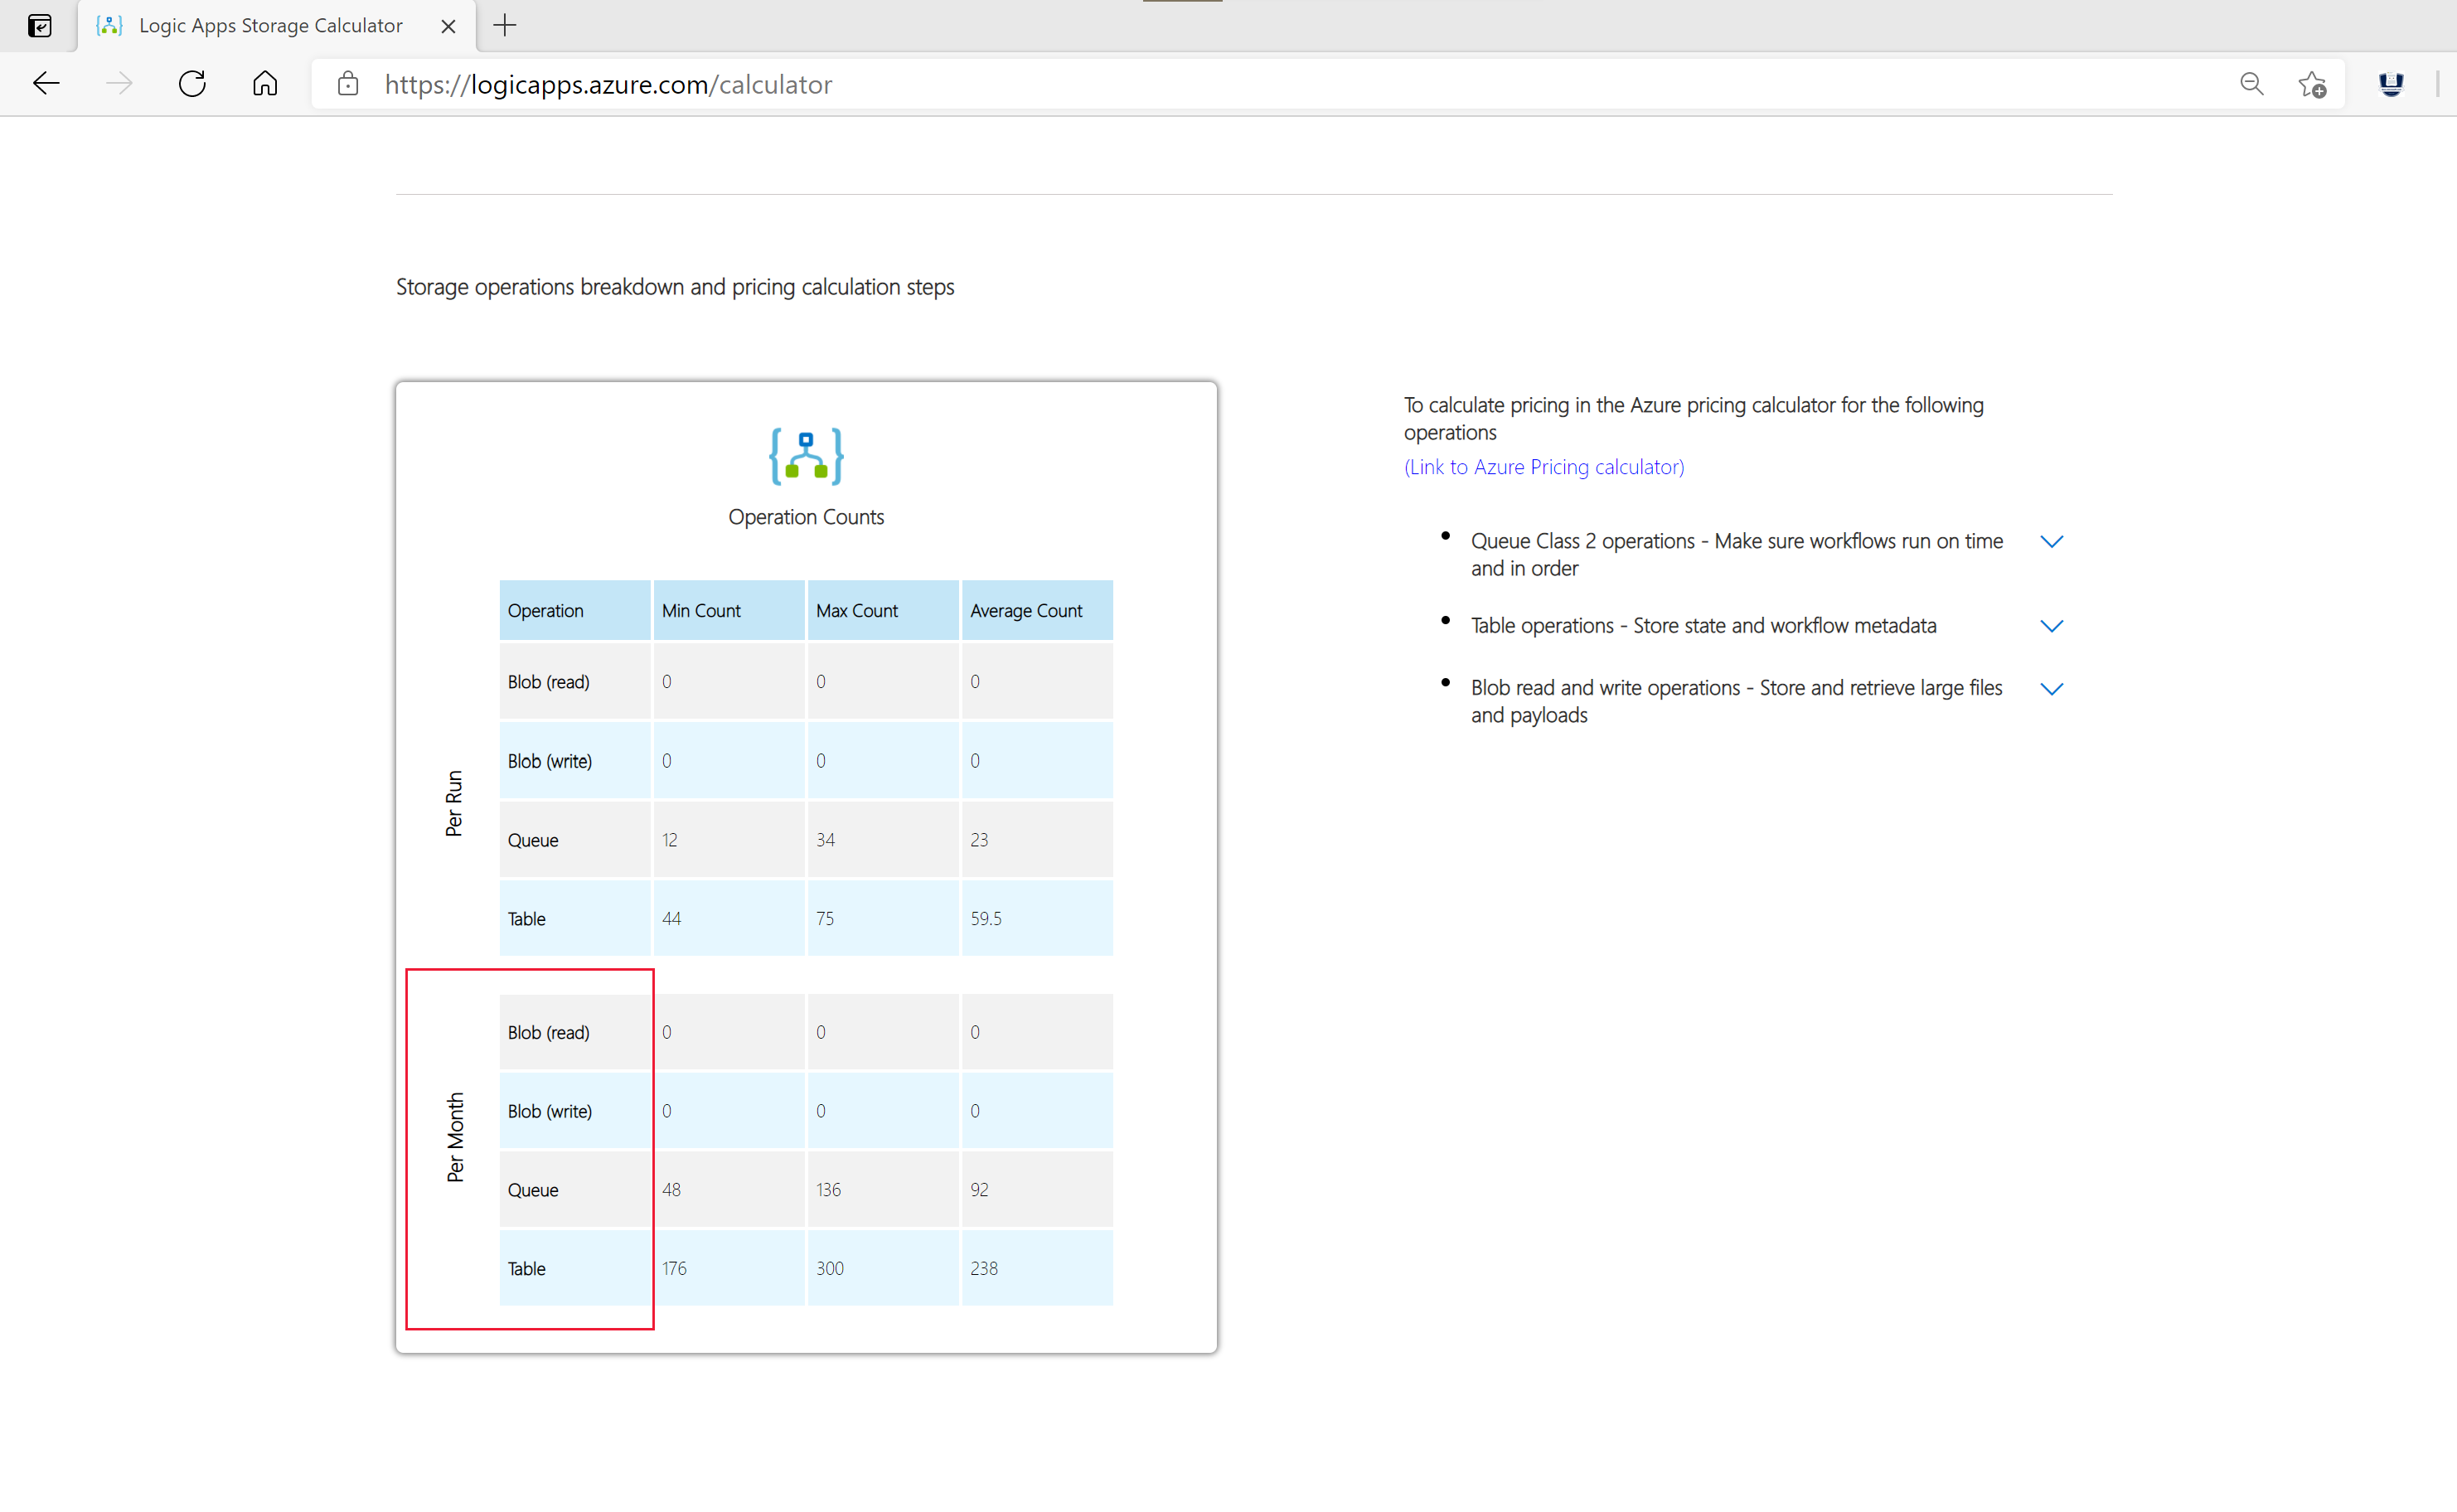 Logic Apps Storage Calculator
https://logicapps.azure.com/calculator
Storage operations breakdown and pricing calculation steps
Operation Counts
Operation Min Count Max Count Average Count
Per Run
Blob (read) 0 0 0
Blob (write) 0 0 0
Queue 12 34 23
Table 44 75 59.5
Per Month
Blob (read) 0 0 0
Blob (write) 0 0 0
Queue 48 136 92
Table 176 300 238
To calculate pricing in the Azure pricing calculator for the following
operations
(Link to Azure Pricing calculator)
Queue Class 2 operations - Make sure workflows run on time
and in order
Table operations - Store state and workflow metadata
Blob read and write operations - Store and retrieve large files
and payloads